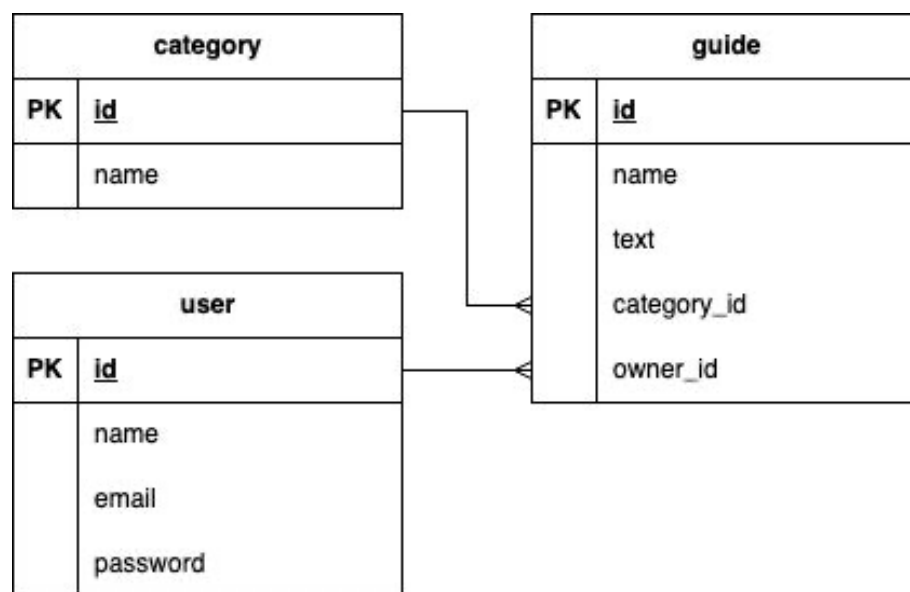 category
PK id
name
user
PK id
name
email
password
guide
PK id
name
text
category_id
owner_id